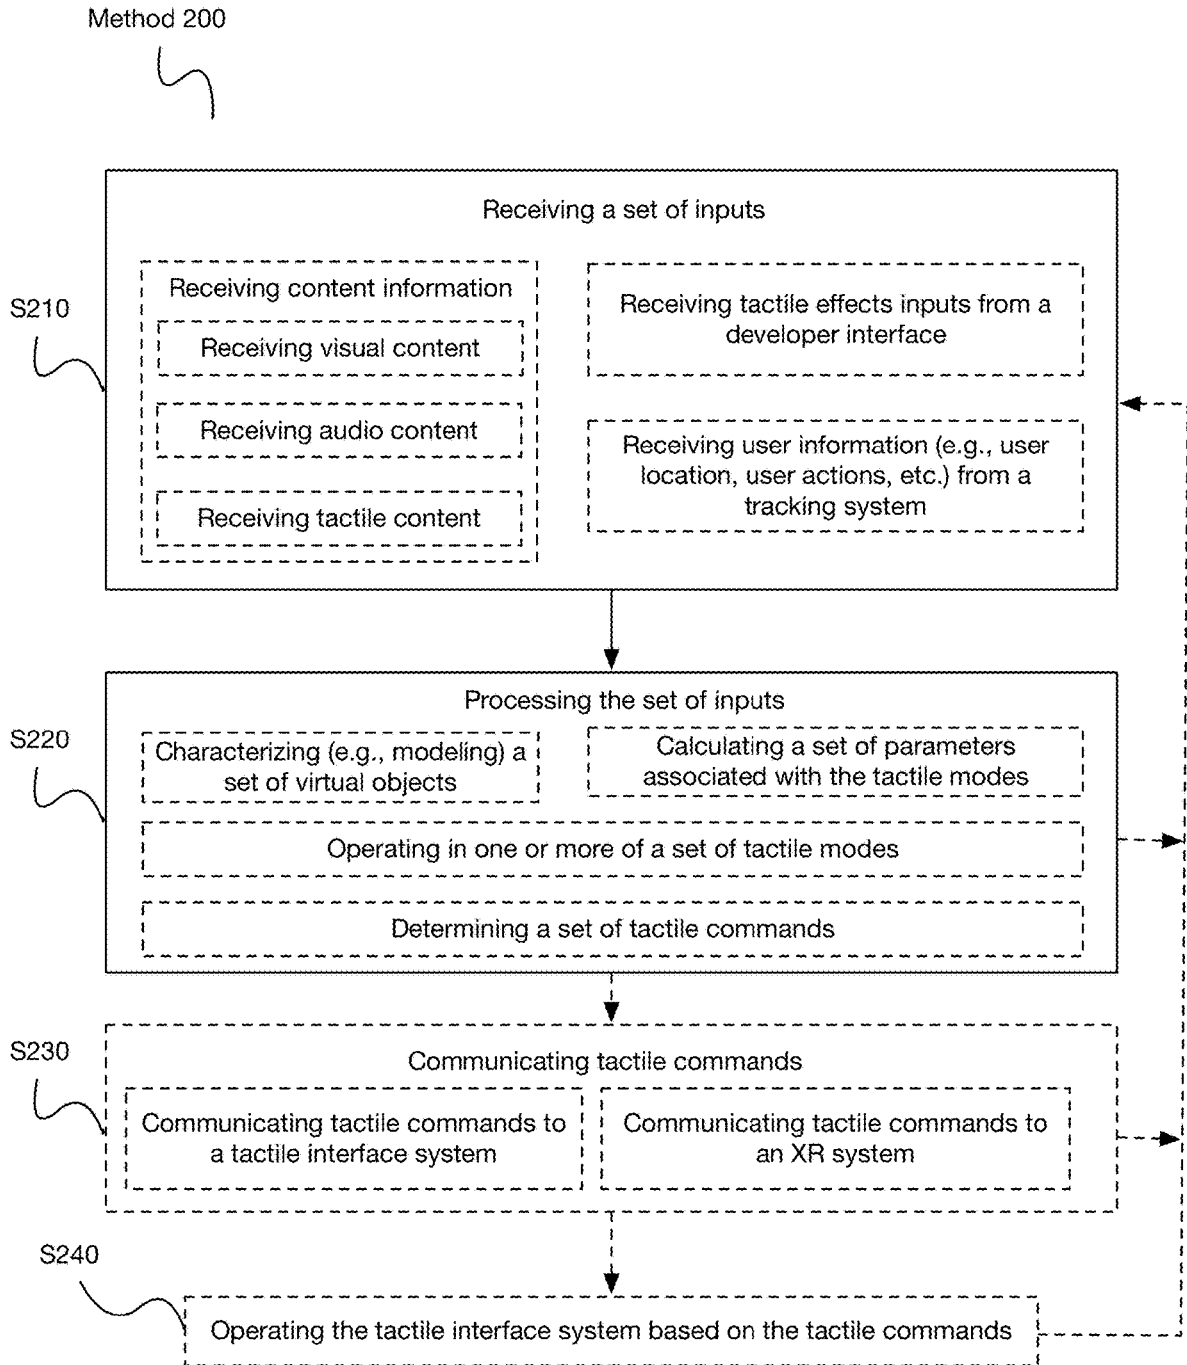 Method 200
Receiving a set of inputs
S210
Receiving content information
Receiving visual content
Receiving audio content
Receiving tactile content
Receiving tactile effects inputs from a
developer interface
Receiving user information (e.g., user
location, user actions, etc.) from a
tracking system
Processing the set of inputs
S220
Characterizing (e.g., modeling) a
set of virtual objects
Calculating a set of parameters
associated with the tactile modes
Operating in one or more of a set of tactile modes
Determining a set of tactile commands
S230
Communicating tactile commands
Communicating tactile commands to
a tactile interface system
Communicating tactile commands to
an XR system
S240
Operating the tactile interface system based on the tactile commands